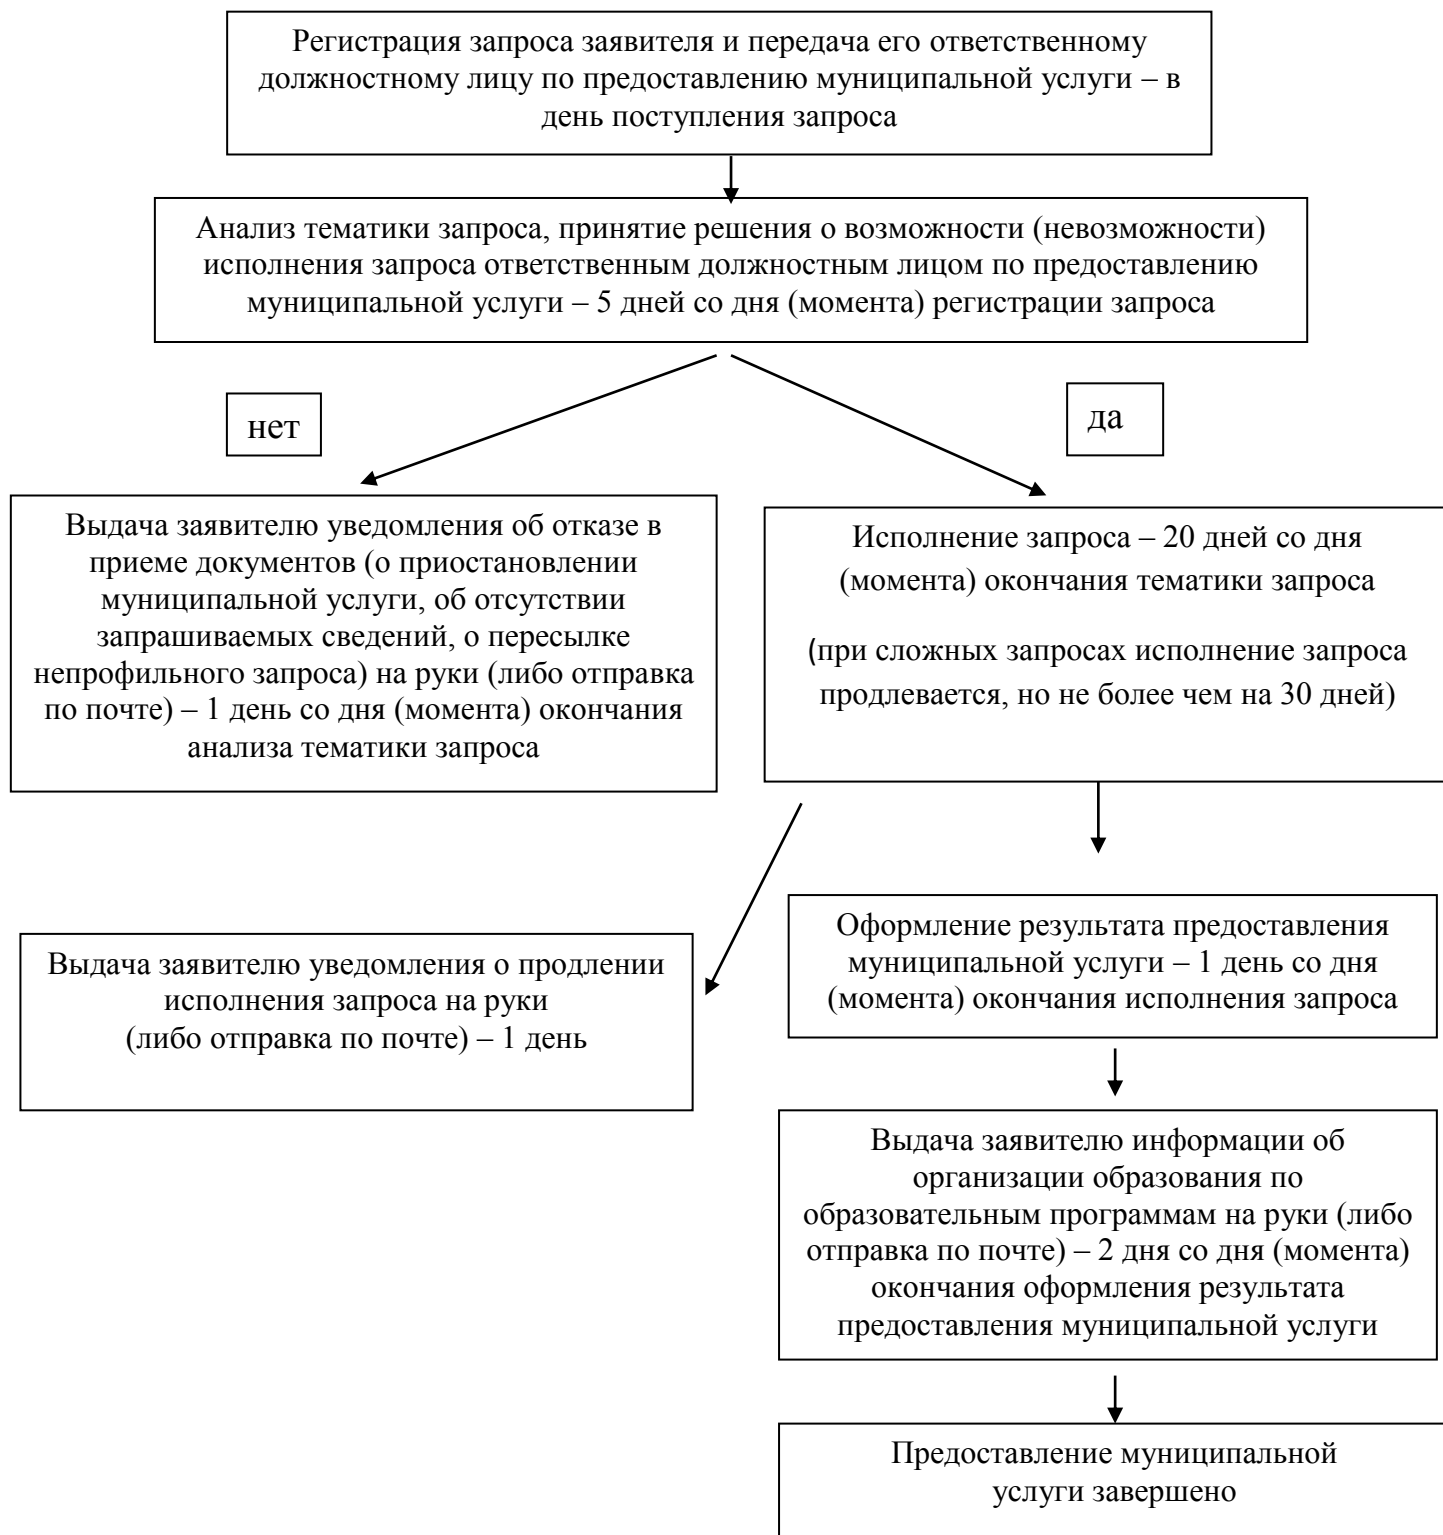 Регистрация запроса заявителя и передача его ответственному
должностному лицу по предоставлению муниципальной услуги – в
день поступления запроса
Анализ тематики запроса, принятие решения о возможности (невозможности)
исполнения запроса ответственным должностным лицом по предоставлению
муниципальной услуги – 5 дней со дня (момента) регистрации запроса
нет
да
Выдача заявителю уведомления об отказе в
приеме документов (о приостановлении
муниципальной услуги, об отсутствии
запрашиваемых сведений, о пересылке
непрофильного запроса) на руки (либо отправка
по почте) – 1 день со дня (момента) окончания
анализа тематики запроса
Исполнение запроса – 20 дней со дня
(момента) окончания тематики запроса
(при сложных запросах исполнение запроса
продлевается, но не более чем на 30 дней)
Выдача заявителю уведомления о продлении
исполнения запроса на руки
(либо отправка по почте) – 1 день
Оформление результата предоставления
муниципальной услуги – 1 день со дня
(момента) окончания исполнения запроса
Выдача заявителю информации об
организации образования по
образовательным программам на руки (либо
отправка по почте) – 2 дня со дня (момента)
окончания оформления результата
предоставления муниципальной услуги
Предоставление муниципальной
услуги завершено